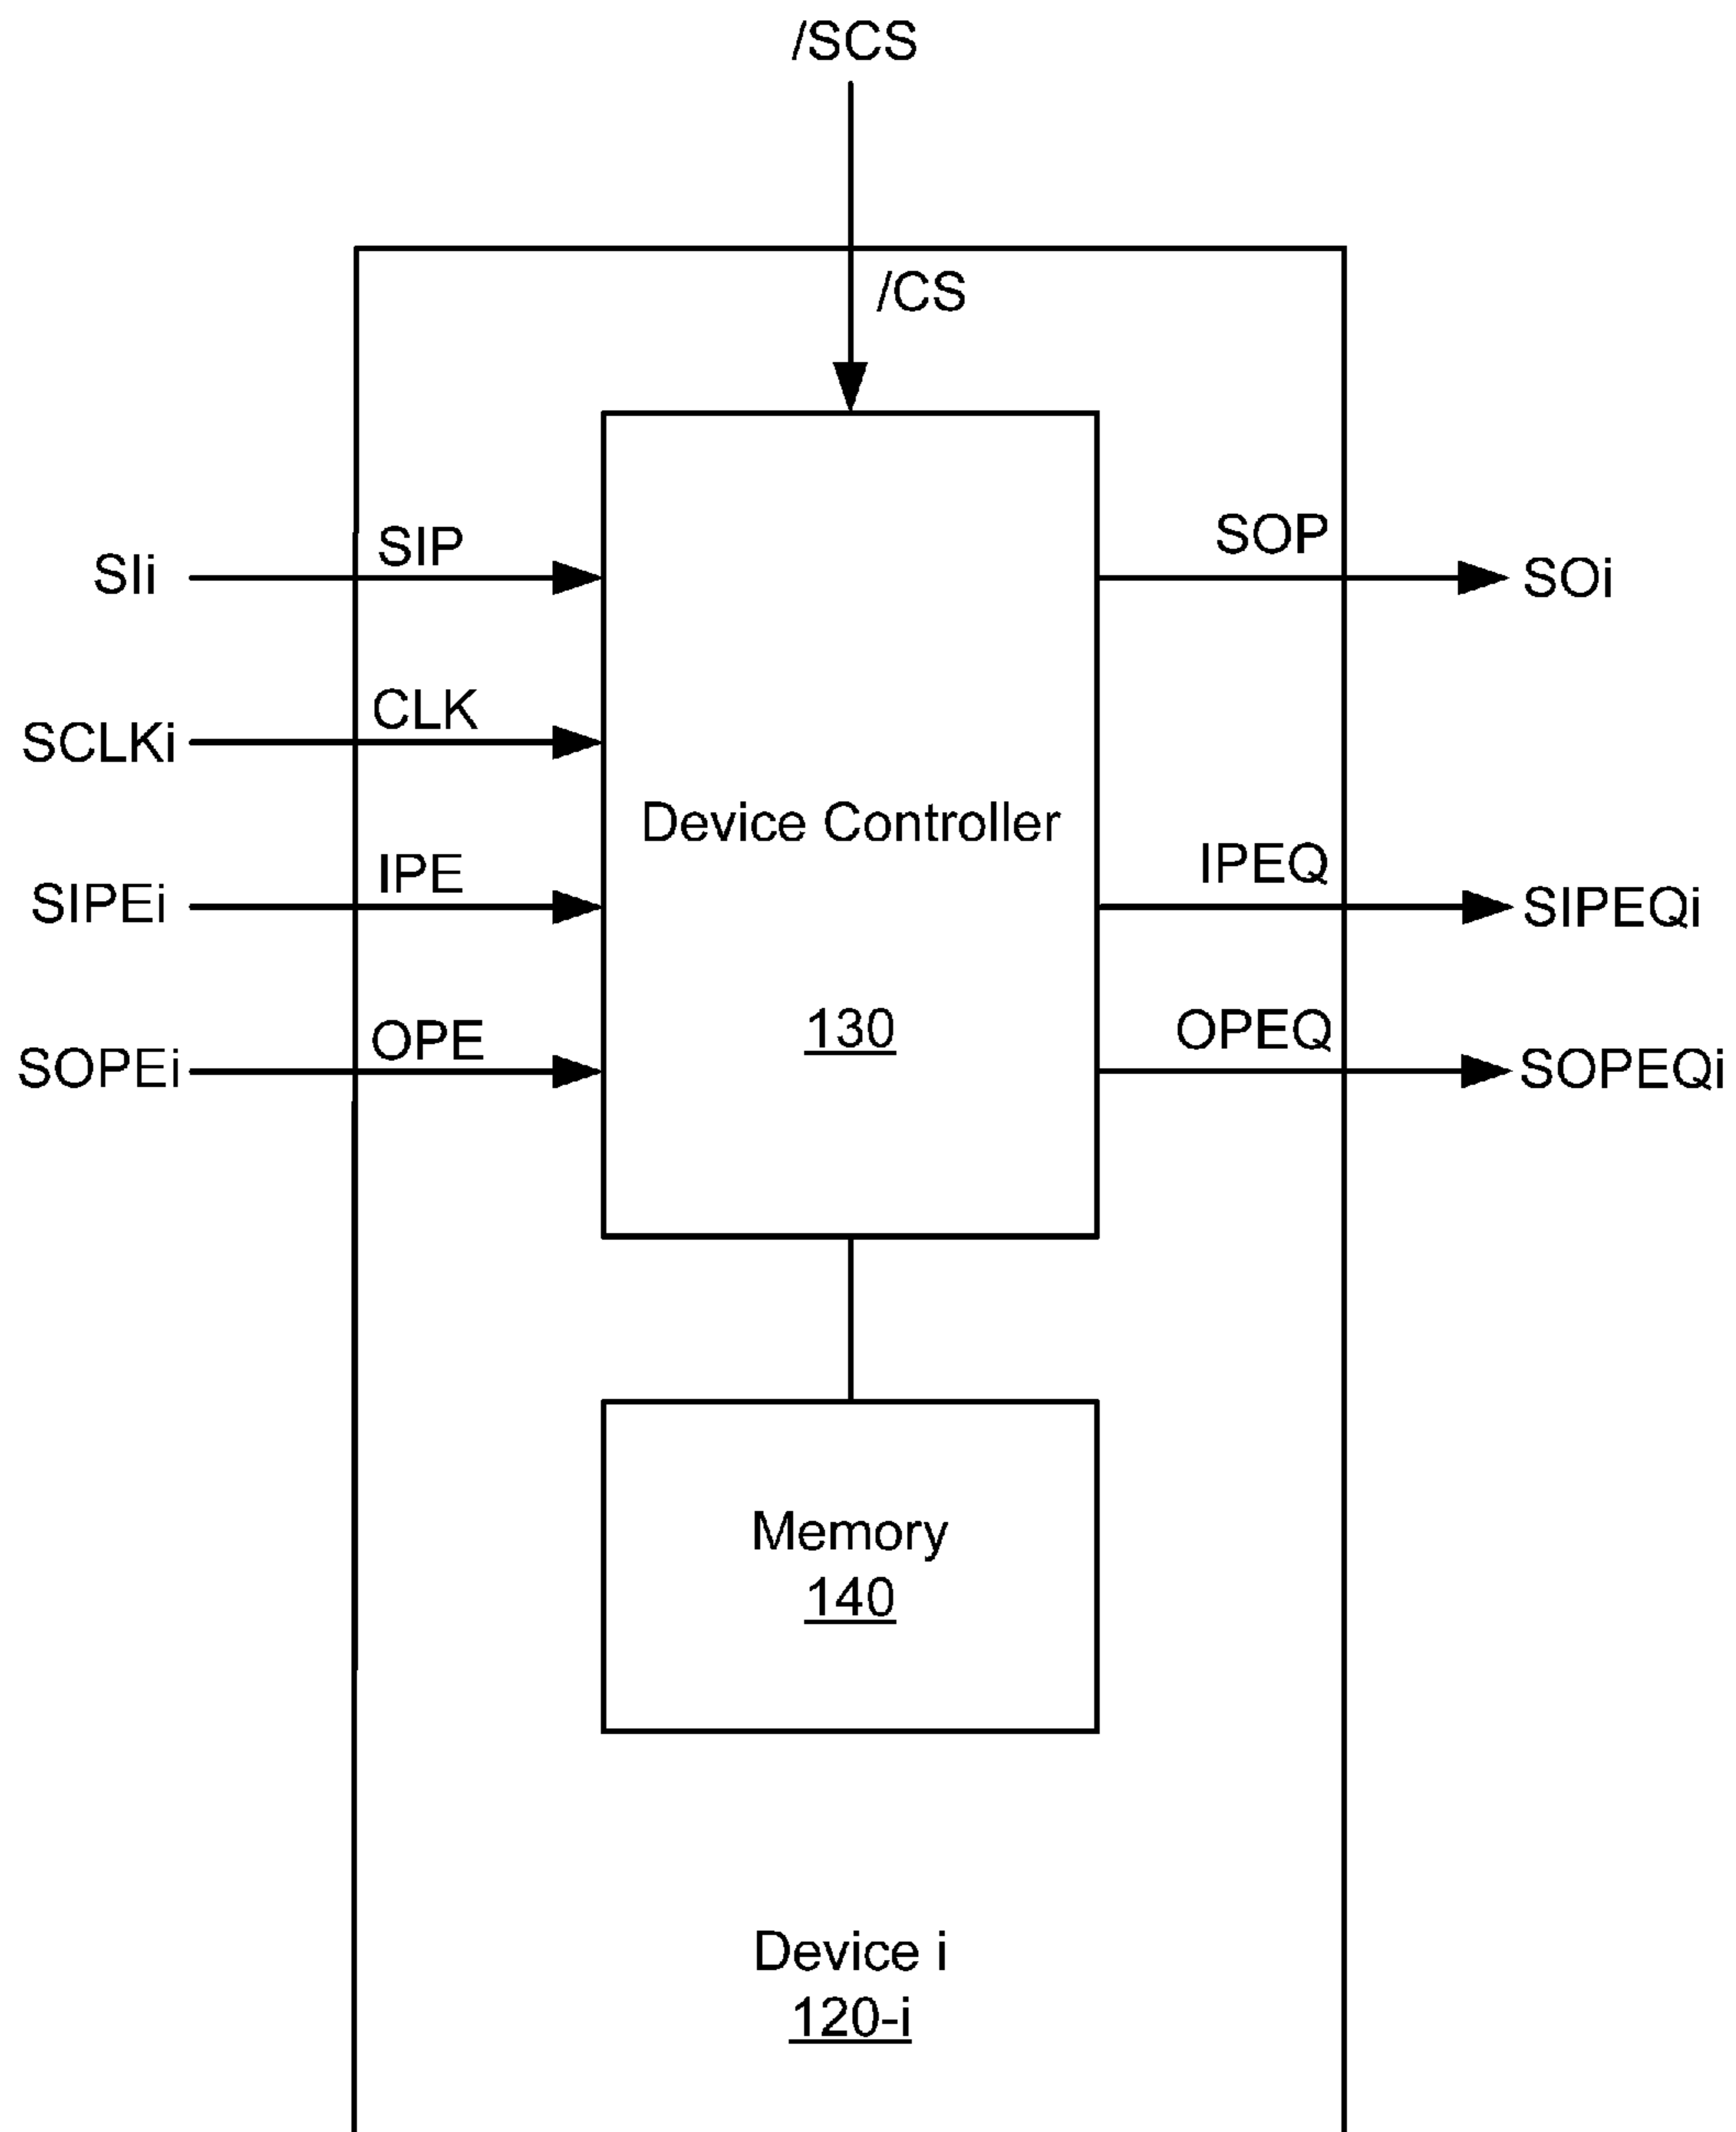 /SCS
/CS
SIP
SOP
SIi
SOi
CLK
SCLKi
Device Controller
IPE
IPEQ
SIPEi
SIPEQi
130
OPE
OPEQ
SOPEi
SOPEQi
Memory
140
Device i
120-i